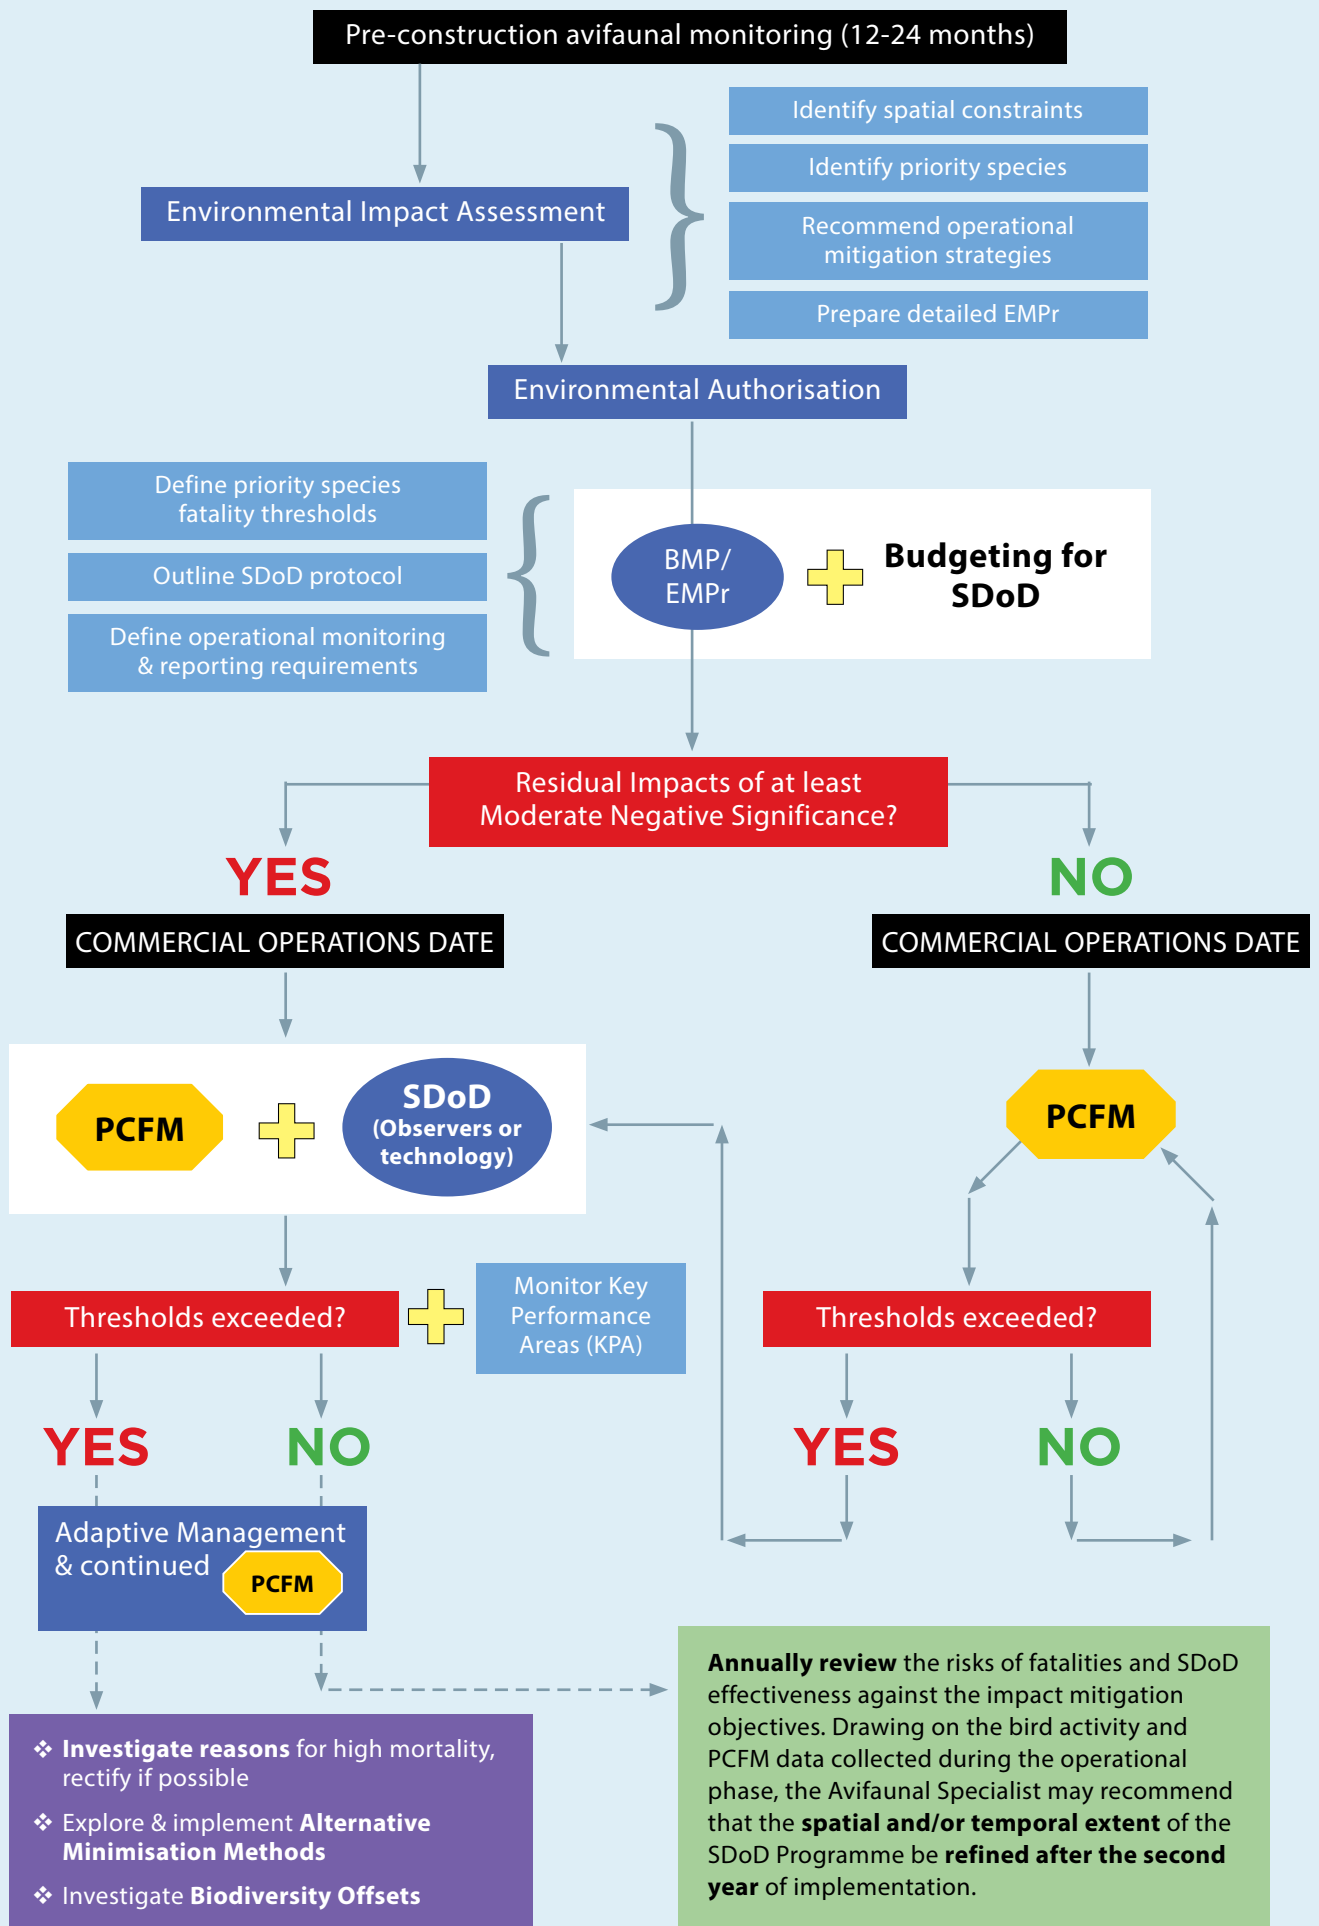 Pre-construction avifaunal monitoring (12-24 months)
Identify spatial constraints
Identify priority species
Recommend operational
mitigation strategies
Prepare detailed EMPr
Environmental Impact Assessment
Environmental Authorisation
Define priority species
fatality thresholds
Outline SDoD protocol
Define operational monitoring
& reporting requirements
BMP/
EMPr
Budgeting for
SDoD
Residual Impacts of at least
Moderate Negative Significance?
YES
NO
COMMERCIAL OPERATIONS DATE
COMMERCIAL OPERATIONS DATE
PCFM
SDoD
(Observers or
technology)
PCFM
Thresholds exceeded?
Monitor Key
Performance
Areas (KPA)
Thresholds exceeded?
YES
NO
YES
NO
Adaptive Management
& continued
PCFM
❖ Investigate reasons for high mortality,
rectify if possible
❖ Explore & implement Alternative
Minimisation Methods
❖ Investigate Biodiversity Offsets
Annually review the risks of fatalities and SDoD
effectiveness against the impact mitigation
objectives. Drawing on the bird activity and
PCFM data collected during the operational
phase, the Avifaunal Specialist may recommend
that the spatial and/or temporal extent of the
SDoD Programme be refined after the second
year of implementation.